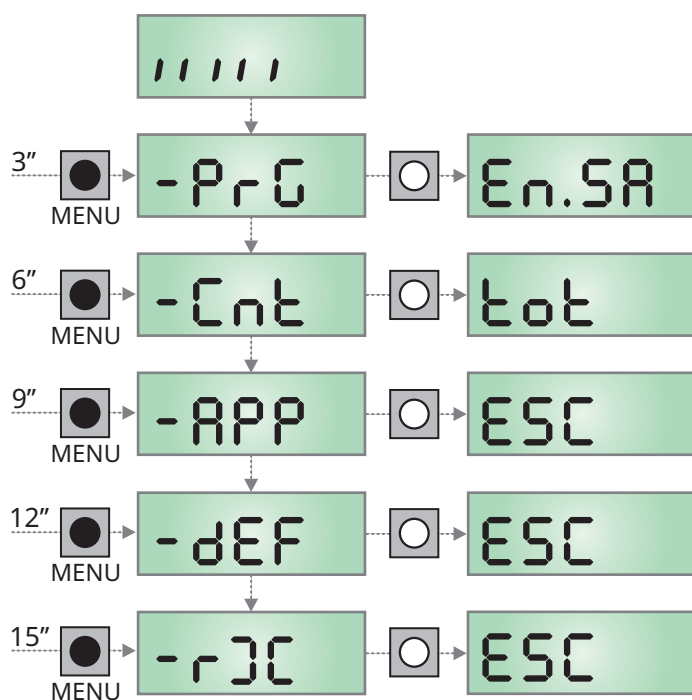 3” -PrG En.SA
MENU
6” -Cnt tot
MENU
9” -APP ESC
MENU
12” -dEF ESC
MENU
15” -r ESC
MENU